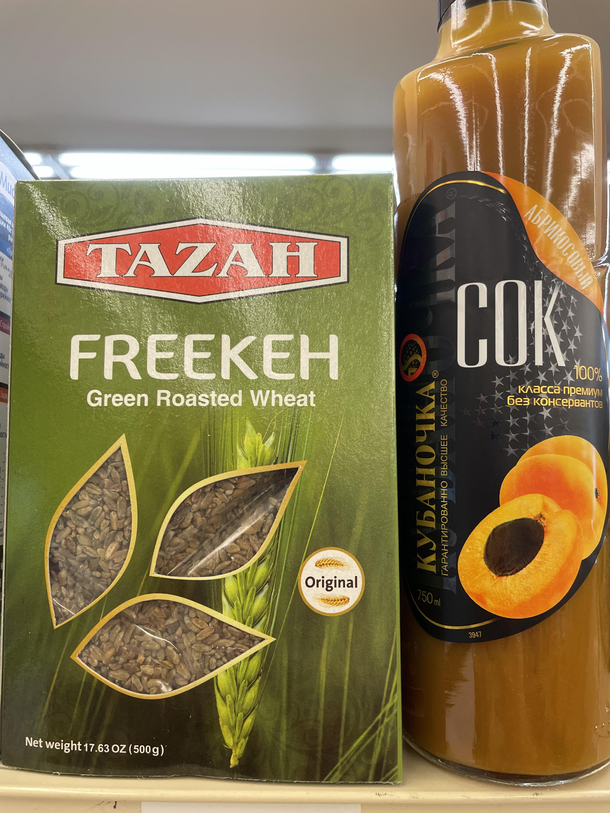 TAZAH
FREEKEH
Green Roasted Wheat
Original
Net weight 17.63 OZ (500g)
АБРИКОСОВЫЙ
СОК
100%
класса премиум
без консервантов
КУБАНОЧКА®
ГАРАНТИРОВАННО ВЫСШЕЕ КАЧЕСТВО
750 ml
3947